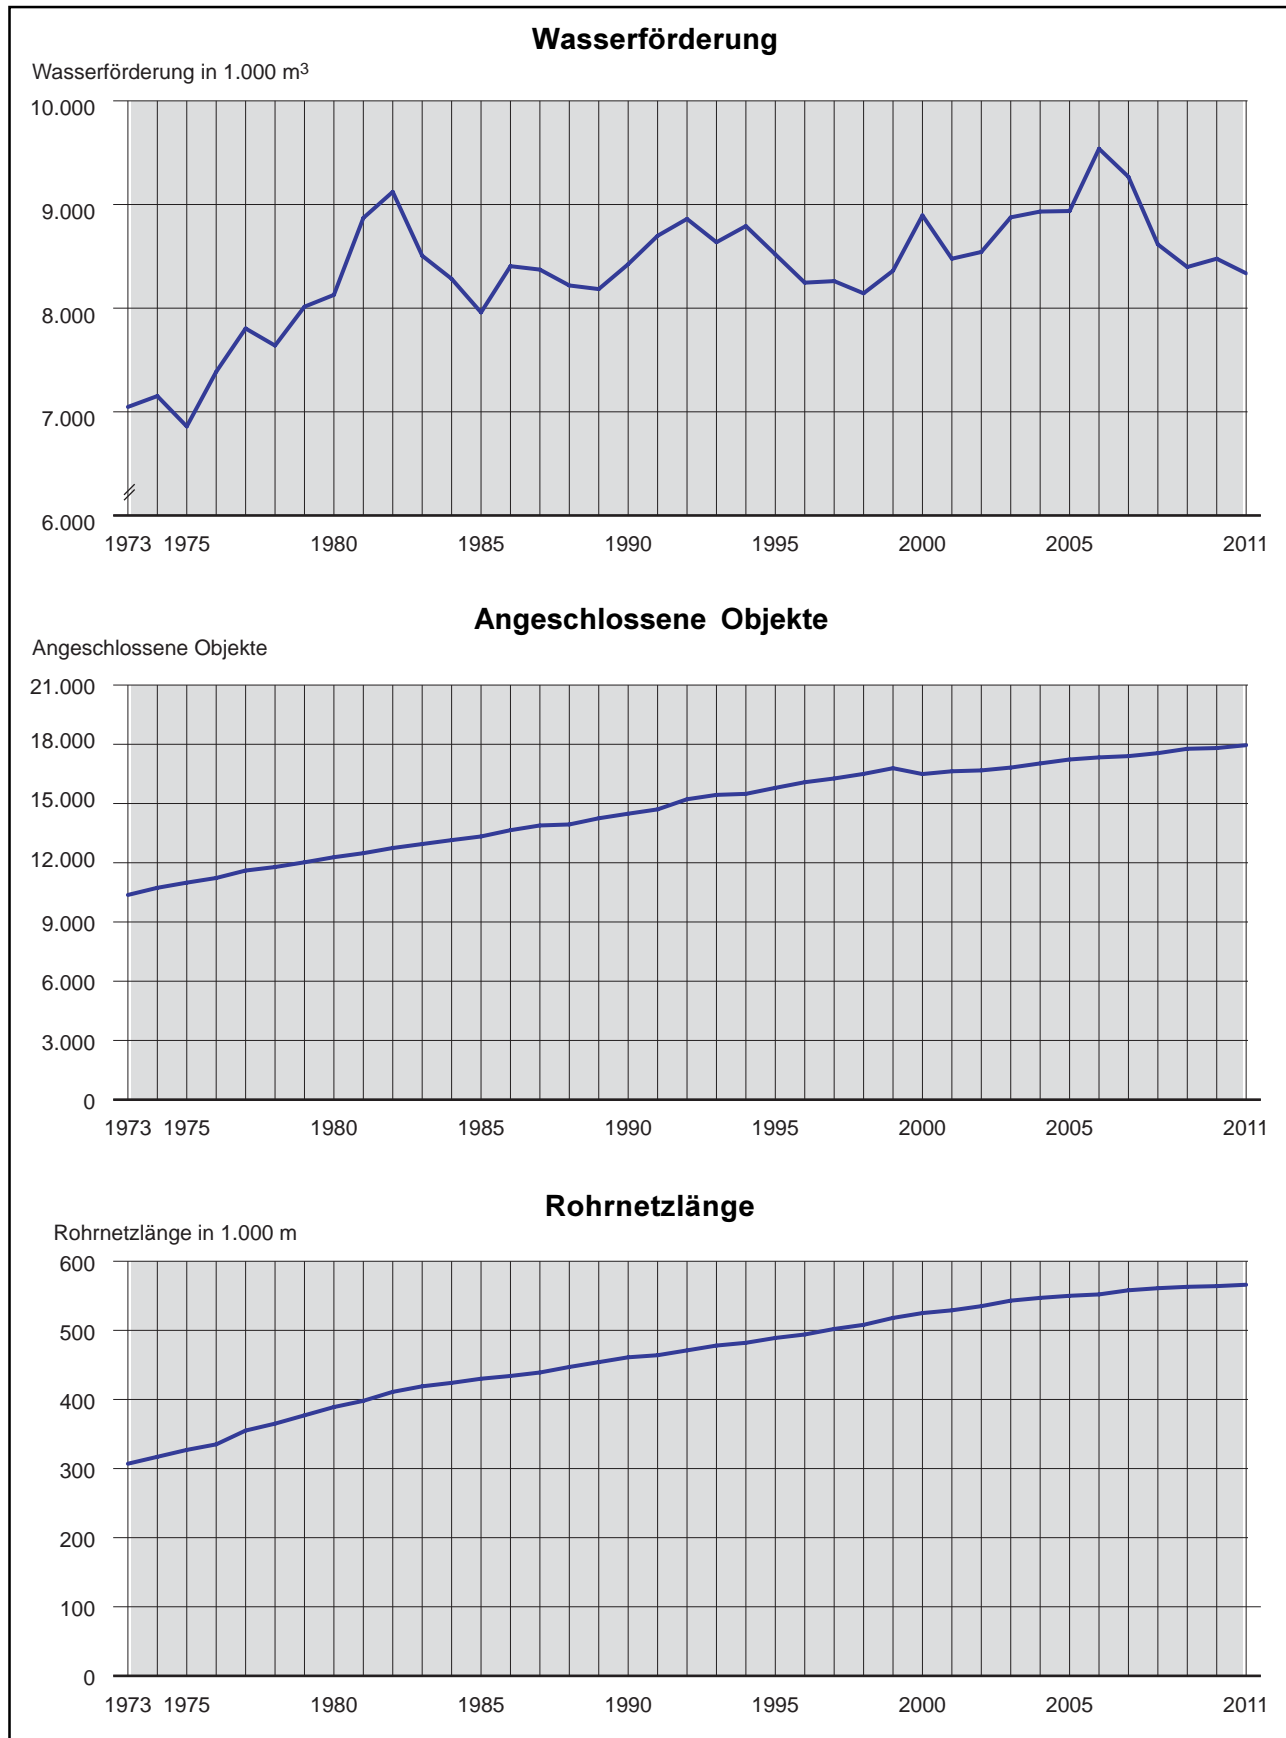 Wasserförderung
Wasserförderung in 1.000 m³
10.000
9.000
8.000
7.000
6.000
1973 1975 1980 1985 1990 1995 2000 2005 2011
Angeschlossene Objekte
Angeschlossene Objekte
21.000
18.000
15.000
12.000
9.000
6.000
3.000
0
1973 1975 1980 1985 1990 1995 2000 2005 2011
Rohrnetzlänge
Rohrnetzlänge in 1.000 m
600
500
400
300
200
100
0
1973 1975 1980 1985 1990 1995 2000 2005 2011